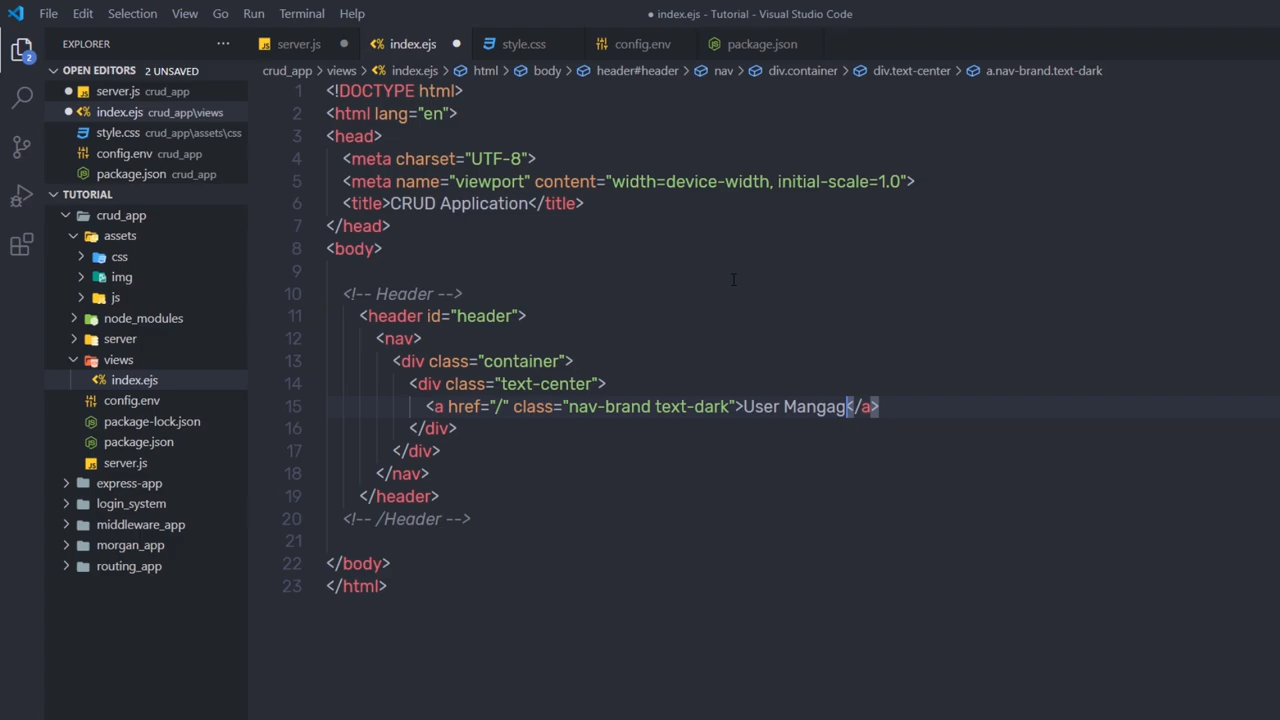 File Edit Selection View Go Run Terminal Help
● index.ejs - Tutorial - Visual Studio Code
EXPLORER ···
server.js ●
index.ejs ●
style.css
config.env
package.json
OPEN EDITORS 2 UNSAVED
● server.js crud_app
● index.ejs crud_app\views
style.css crud_app\assets\css
config.env crud_app
package.json crud_app
TUTORIAL
crud_app
assets
css
img
js
node_modules
server
views
index.ejs
config.env
package-lock.json
package.json
server.js
express-app
login_system
middleware_app
morgan_app
routing_app
2
crud_app > views > index.ejs > html > body > header#header > nav > div.container > div.text-center > a.nav-brand.text-dark
1 <!DOCTYPE html>
2 <html lang="en">
3 <head>
4 <meta charset="UTF-8">
5 <meta name="viewport" content="width=device-width, initial-scale=1.0">
6 <title>CRUD Application</title>
7 </head>
8 <body>
9
10 <!-- Header -->
11 <header id="header">
12 <nav>
13 <div class="container">
14 <div class="text-center">
15 <a href="/" class="nav-brand text-dark">User Mangag</a>
16 </div>
17 </div>
18 </nav>
19 </header>
20 <!-- /Header -->
21
22 </body>
23 </html>